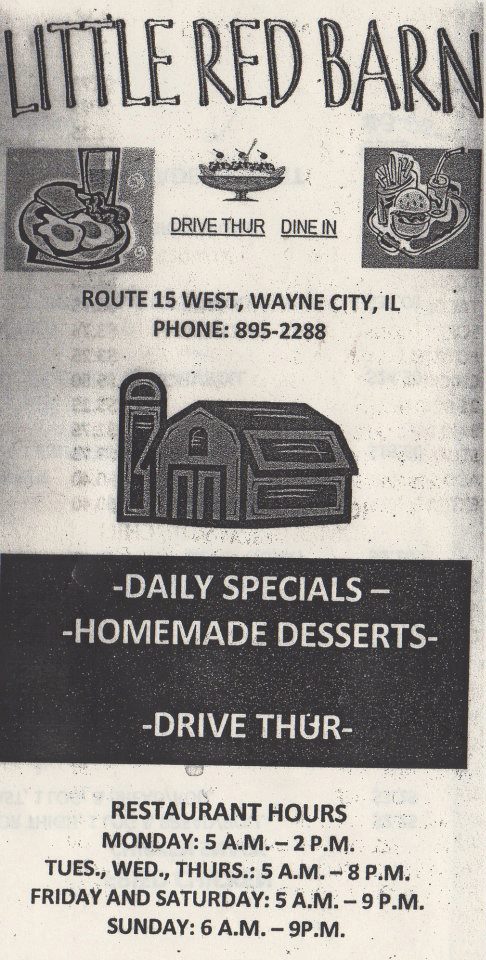 LITTLE RED BARN
DRIVE THUR DINE IN
ROUTE 15 WEST, WAYNE CITY, IL
PHONE: 895-2288
-DAILY SPECIALS –
-HOMEMADE DESSERTS-
-DRIVE THUR-
RESTAURANT HOURS
MONDAY: 5 A.M. – 2 P.M.
TUES., WED., THURS.: 5 A.M. – 8 P.M.
FRIDAY AND SATURDAY: 5 A.M. – 9 P.M.
SUNDAY: 6 A.M. – 9P.M.